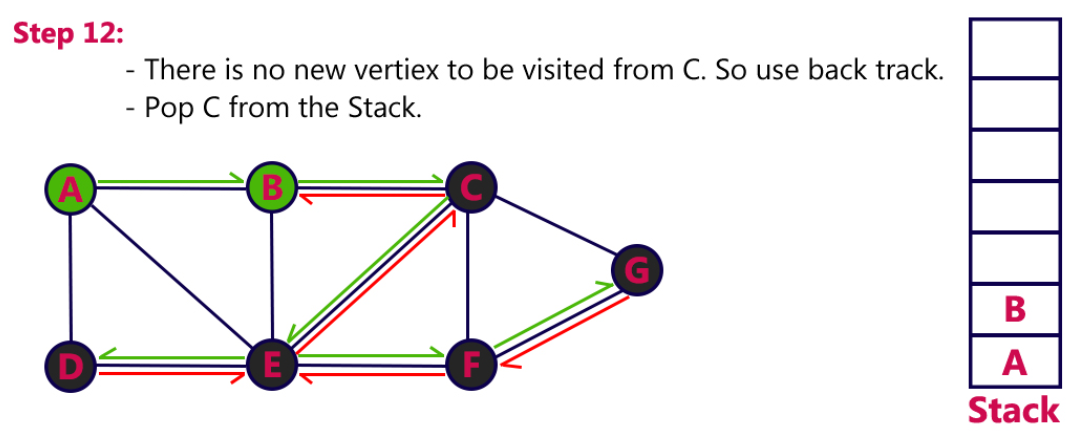 Step 12:
- There is no new vertiex to be visited from C. So use back track.
- Pop C from the Stack.
A
B
C
G
D
E
F
B
A
Stack